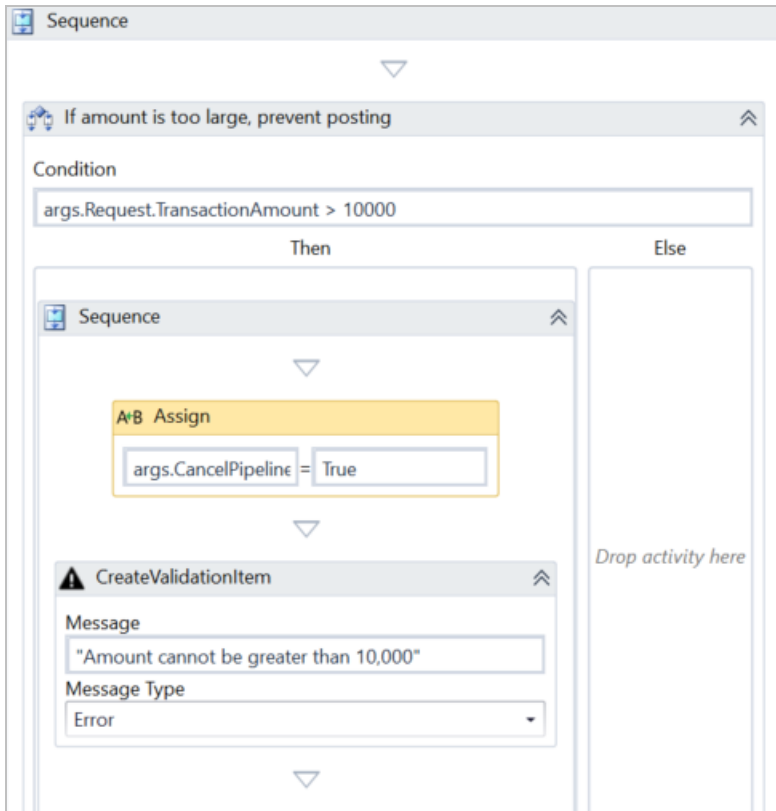 Sequence
If amount is too large, prevent posting
Condition
args.Request.TransactionAmount > 10000
Then
Else
Sequence
A+B Assign
args.CancelPipeline = True
Drop activity here
CreateValidationItem
Message
"Amount cannot be greater than 10,000"
Message Type
Error